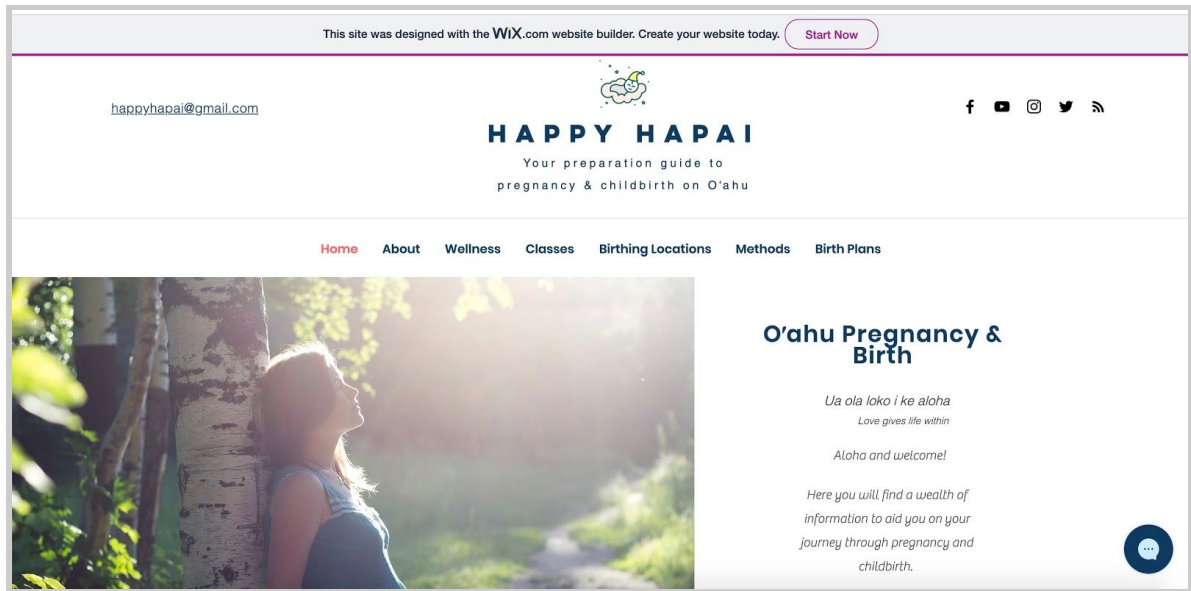 This site was designed with the WiX.com website builder. Create your website today. Start Now
happyhapai@gmail.com
HAPPY HAPAI
Your preparation guide to
pregnancy & childbirth on O'ahu
Home About Wellness Classes Birthing Locations Methods Birth Plans
O'ahu Pregnancy &
Birth
Ua ola loko i ke aloha
Love gives life within
Aloha and welcome!
Here you will find a wealth of
information to aid you on your
journey through pregnancy and
childbirth.